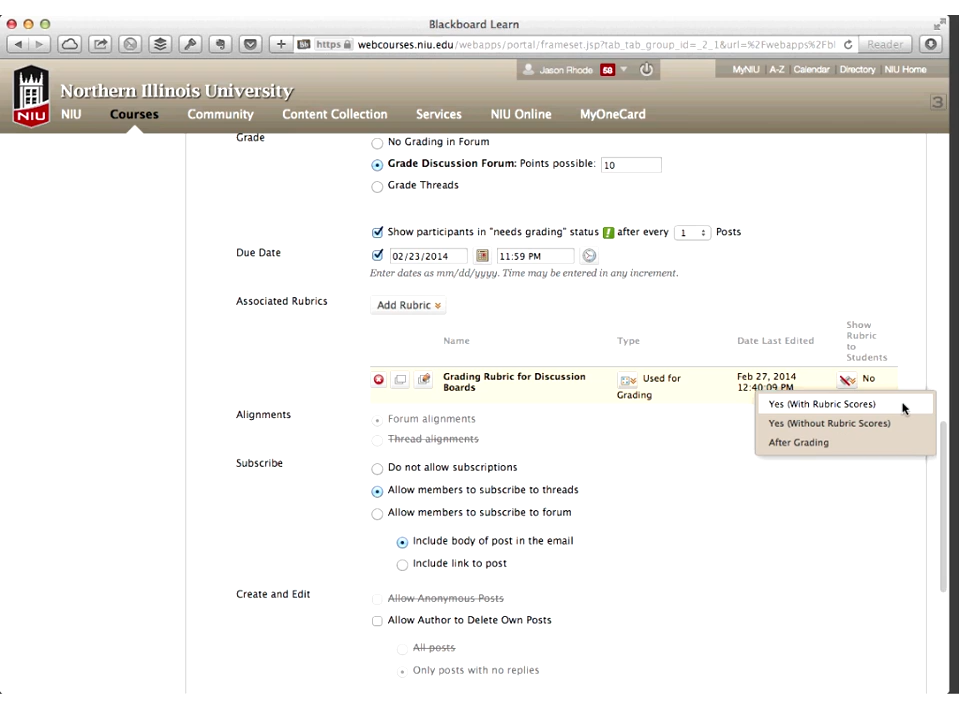 Blackboard Learn
https webcourses.niu.edu/webapps/portal/frameset.jsp?tab_tab_group_id=_2_1&url=%2Fwebapps%2Fbl
Reader
Jason Rhode 58
MyNIU A-Z Calendar Directory NIU Home
Northern Illinois University
NIU
NIU Courses Community Content Collection Services NIU Online MyOneCard
3
Grade
No Grading in Forum
Grade Discussion Forum: Points possible: 10
Grade Threads
Show participants in "needs grading" status ! after every 1 Posts
Due Date
02/23/2014 11:59 PM
Enter dates as mm/dd/yyyy. Time may be entered in any increment.
Associated Rubrics
Add Rubric
Name Type Date Last Edited Show Rubric to Students
Grading Rubric for Discussion Boards
Used for Grading
Feb 27, 2014 12:40:09 PM
No
Yes (With Rubric Scores)
Yes (Without Rubric Scores)
After Grading
Alignments
Forum alignments
Thread alignments
Subscribe
Do not allow subscriptions
Allow members to subscribe to threads
Allow members to subscribe to forum
Include body of post in the email
Include link to post
Create and Edit
Allow Anonymous Posts
Allow Author to Delete Own Posts
All posts
Only posts with no replies